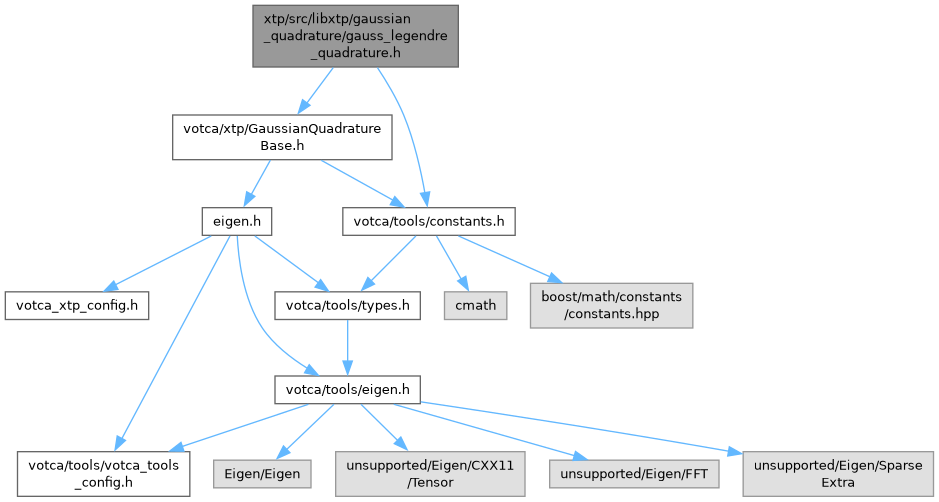 xtp/src/libxtp/gaussian
_quadrature/gauss_legendre
_quadrature.h
votca/xtp/GaussianQuadrature
Base.h
eigen.h
votca/tools/constants.h
votca_xtp_config.h
votca/tools/types.h
cmath
boost/math/constants
/constants.hpp
votca/tools/eigen.h
votca/tools/votca_tools
_config.h
Eigen/Eigen
unsupported/Eigen/CXX11
/Tensor
unsupported/Eigen/FFT
unsupported/Eigen/Sparse
Extra